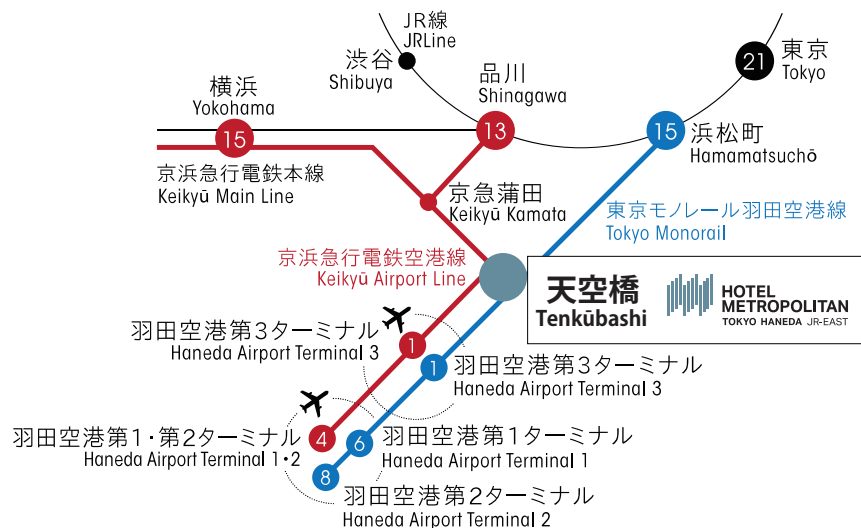 JR線
JRLine
渋谷
Shibuya
品川
Shinagawa
21
東京
Tokyo
横浜
Yokohama
15
13
15
浜松町
Hamamatsuchō
京浜急行電鉄本線
Keikyū Main Line
京急蒲田
Keikyū Kamata
東京モノレール羽田空港線
Tokyo Monorail
京浜急行電鉄空港線
Keikyū Airport Line
天空橋
Tenkūbashi
HOTEL
METROPOLITAN
TOKYO HANEDA JR-EAST
羽田空港第3ターミナル
Haneda Airport Terminal 3
1
1
羽田空港第3ターミナル
Haneda Airport Terminal 3
羽田空港第1・第2ターミナル
Haneda Airport Terminal 1・2
4
6
羽田空港第1ターミナル
Haneda Airport Terminal 1
8
羽田空港第2ターミナル
Haneda Airport Terminal 2